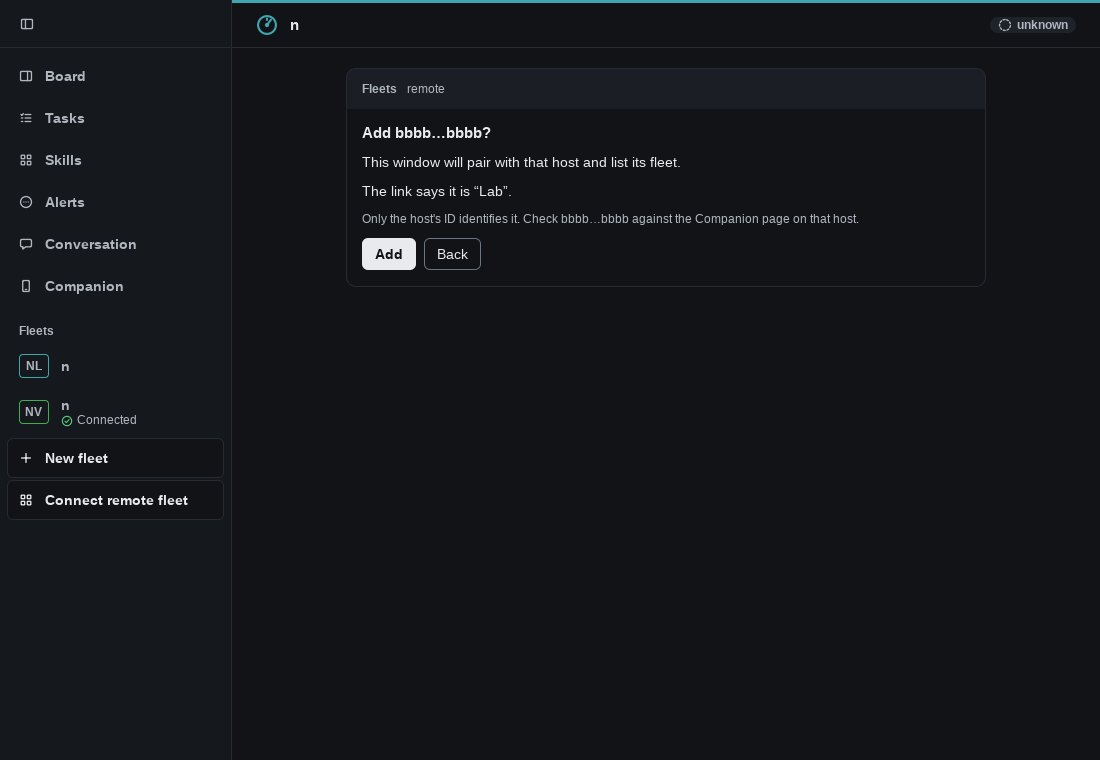 n
unknown
Board
Tasks
Skills
Alerts
Conversation
Companion
Fleets
NL n
NV n
Connected
New fleet
Connect remote fleet
Fleets remote
Add bbbb…bbbb?
This window will pair with that host and list its fleet.
The link says it is “Lab”.
Only the host's ID identifies it. Check bbbb…bbbb against the Companion page on that host.
Add Back